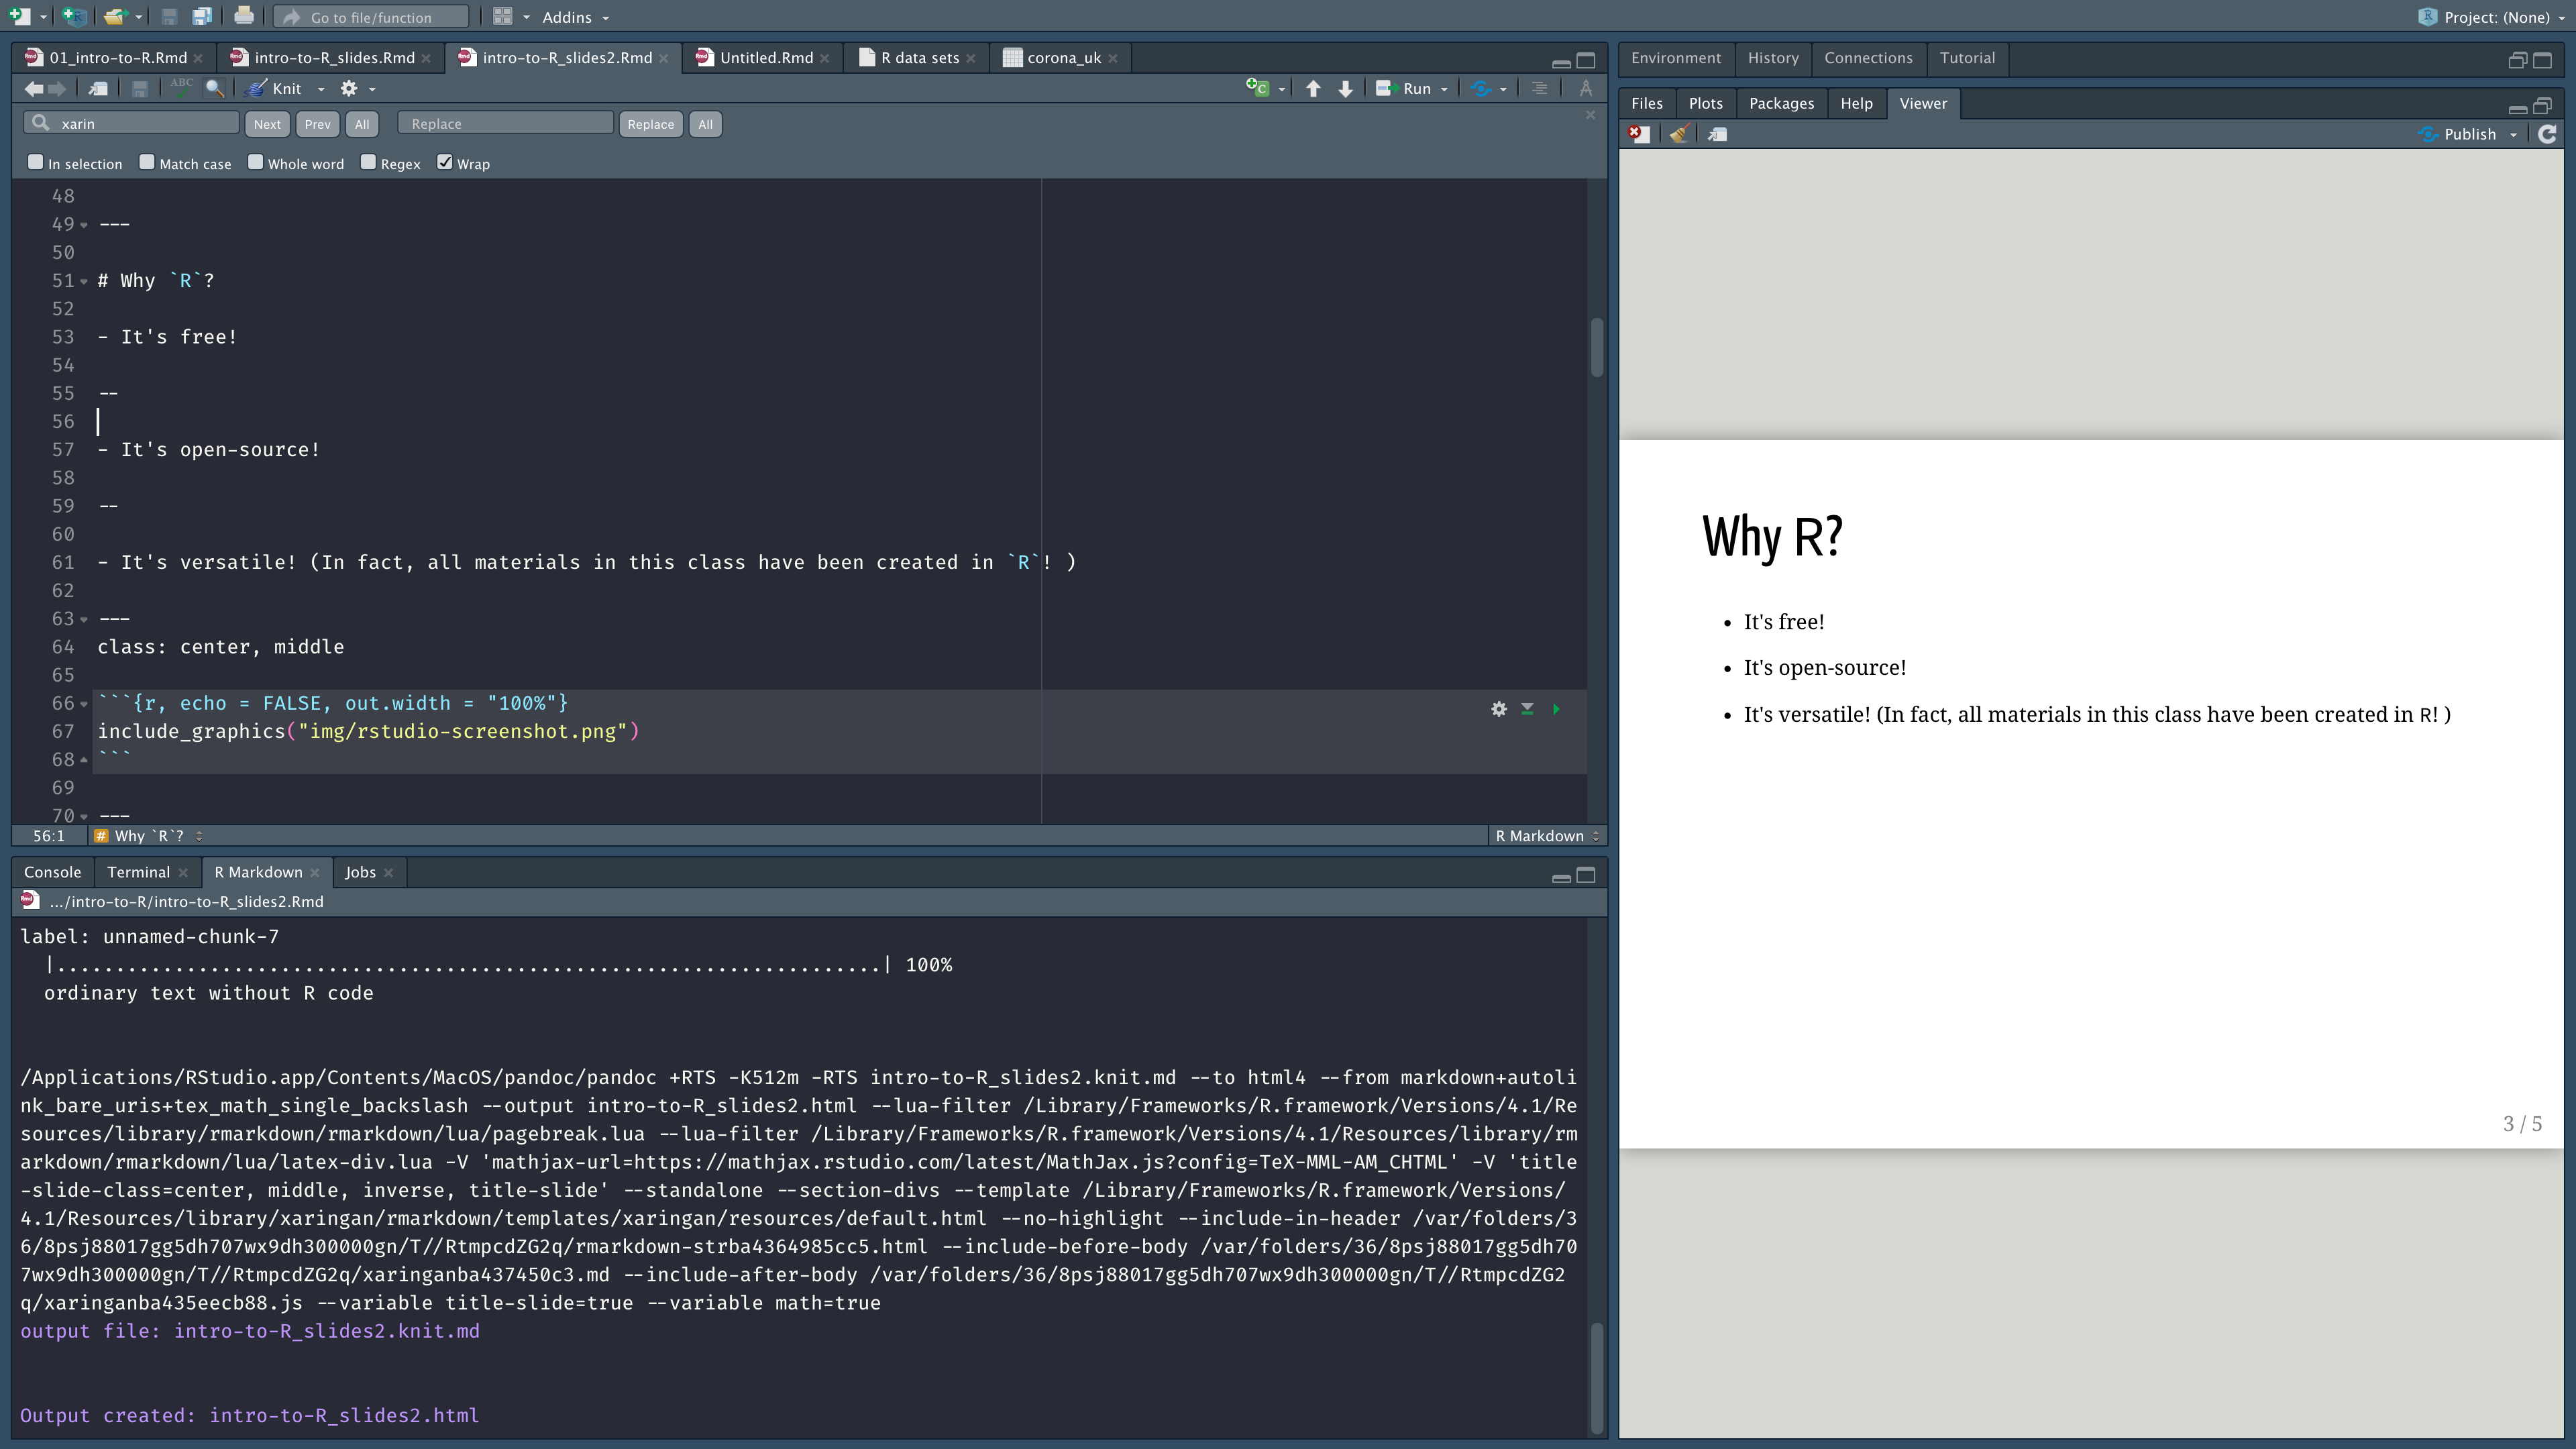 Go to file/function
Addins
Project: (None)
01_intro-to-R.Rmd
intro-to-R_slides.Rmd
intro-to-R_slides2.Rmd
Untitled.Rmd
R data sets
corona_uk
ABC
Knit
Run
xarin
Next
Prev
All
Replace
Replace
All
In selection
Match case
Whole word
Regex
Wrap
48
49 ---
50
51 # Why `R`?
52
53 - It's free!
54
55 --
56
57 - It's open-source!
58
59 --
60
61 - It's versatile! (In fact, all materials in this class have been created in `R`! )
62
63 ---
64 class: center, middle
65
66 ```{r, echo = FALSE, out.width = "100%"}
67 include_graphics("img/rstudio-screenshot.png")
68 ```
69
70 ---
56:1
# Why `R`?
R Markdown
Console
Terminal
R Markdown
Jobs
.../intro-to-R/intro-to-R_slides2.Rmd
label: unnamed-chunk-7
|......................................................................| 100%
ordinary text without R code
/Applications/RStudio.app/Contents/MacOS/pandoc/pandoc +RTS -K512m -RTS intro-to-R_slides2.knit.md --to html4 --from markdown+autoli
nk_bare_uris+tex_math_single_backslash --output intro-to-R_slides2.html --lua-filter /Library/Frameworks/R.framework/Versions/4.1/Re
sources/library/rmarkdown/rmarkdown/lua/pagebreak.lua --lua-filter /Library/Frameworks/R.framework/Versions/4.1/Resources/library/rm
arkdown/rmarkdown/lua/latex-div.lua -V 'mathjax-url=https://mathjax.rstudio.com/latest/MathJax.js?config=TeX-MML-AM_CHTML' -V 'title
-slide-class=center, middle, inverse, title-slide' --standalone --section-divs --template /Library/Frameworks/R.framework/Versions/
4.1/Resources/library/xaringan/rmarkdown/templates/xaringan/resources/default.html --no-highlight --include-in-header /var/folders/3
6/8psj88017gg5dh707wx9dh300000gn/T//RtmpcdZG2q/rmarkdown-strba4364985cc5.html --include-before-body /var/folders/36/8psj88017gg5dh70
7wx9dh300000gn/T//RtmpcdZG2q/xaringanba437450c3.md --include-after-body /var/folders/36/8psj88017gg5dh707wx9dh300000gn/T//RtmpcdZG2
q/xaringanba435eecb88.js --variable title-slide=true --variable math=true
output file: intro-to-R_slides2.knit.md
Output created: intro-to-R_slides2.html
Environment
History
Connections
Tutorial
Files
Plots
Packages
Help
Viewer
Publish
Why R?
• It's free!
• It's open-source!
• It's versatile! (In fact, all materials in this class have been created in R! )
3 / 5